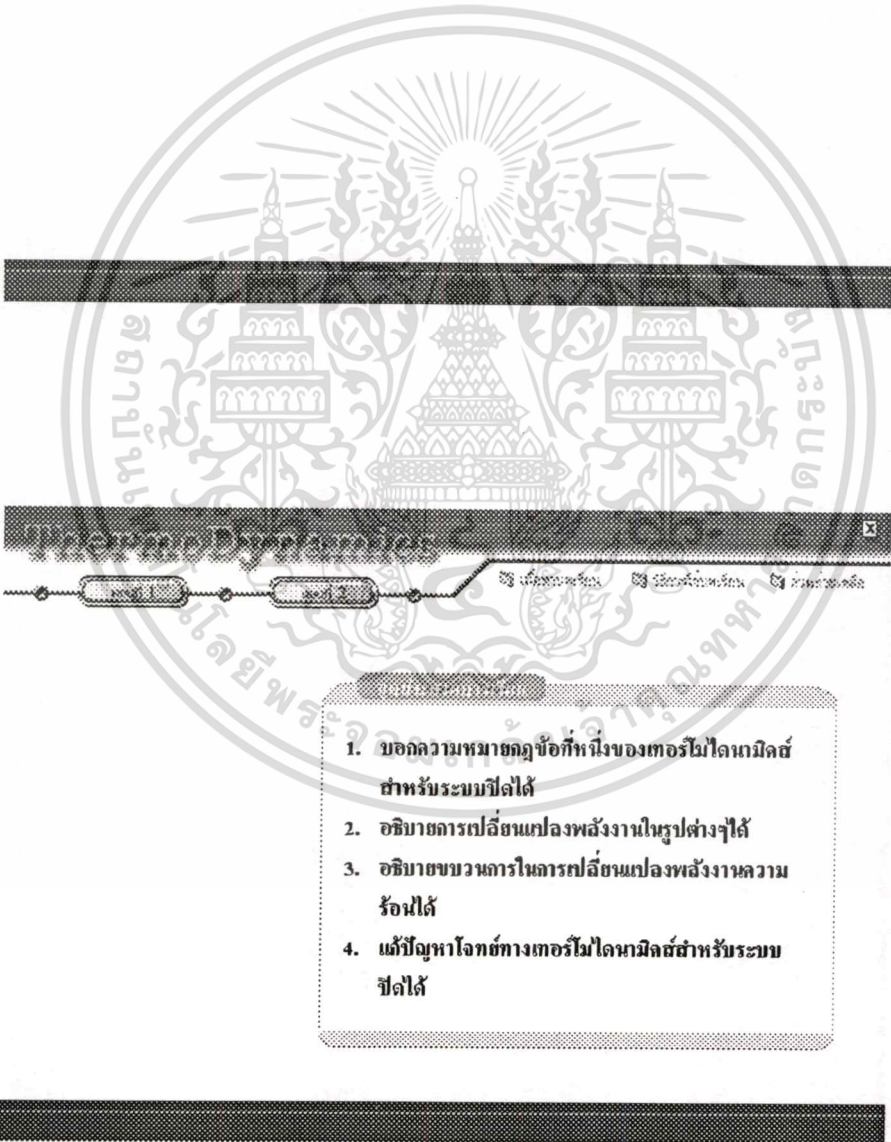 ThermoDynamics
1. บอกความหมายกฎข้อที่หนึ่งของเทอร์โมไดนามิคส์
สำหรับระบบปิดได้
2. อธิบายการเปลี่ยนแปลงพลังงานในรูปต่างๆได้
3. อธิบายขบวนการในการเปลี่ยนแปลงพลังงานความ
ร้อนได้
4. แก้ปัญหาโจทย์ทางเทอร์โมไดนามิคส์สำหรับระบบ
ปิดได้